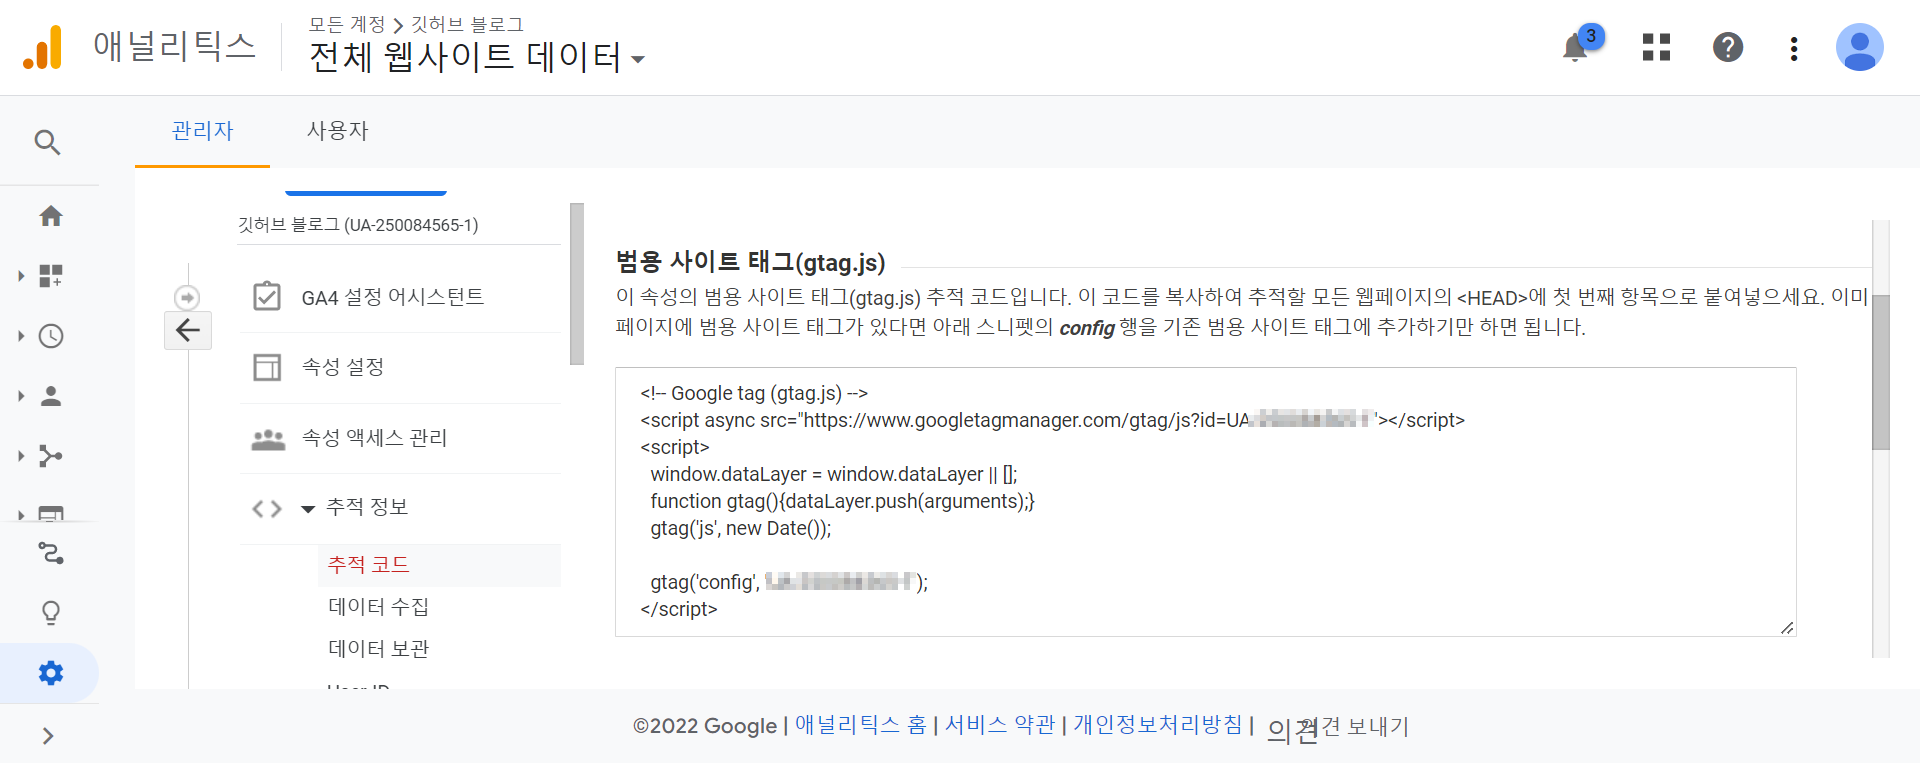 애널리틱스
모든 계정 > 깃허브 블로그
전체 웹사이트 데이터
3
관리자
사용자
깃허브 블로그 (UA-250084565-1)
GA4 설정 어시스턴트
속성 설정
속성 액세스 관리
추적 정보
추적 코드
데이터 수집
데이터 보관
User ID
범용 사이트 태그(gtag.js)
이 속성의 범용 사이트 태그(gtag.js) 추적 코드입니다. 이 코드를 복사하여 추적할 모든 웹페이지의 <HEAD>에 첫 번째 항목으로 붙여넣으세요. 이미
페이지에 범용 사이트 태그가 있다면 아래 스니펫의 config 행을 기존 범용 사이트 태그에 추가하기만 하면 됩니다.
<!-- Google tag (gtag.js) -->
<script async src="https://www.googletagmanager.com/gtag/js?id=UA "></script>
<script>
window.dataLayer = window.dataLayer || [];
function gtag(){dataLayer.push(arguments);}
gtag('js', new Date());
gtag('config', ');
</script>
©2022 Google | 애널리틱스 홈 | 서비스 약관 | 개인정보처리방침 | 의견 의견 보내기